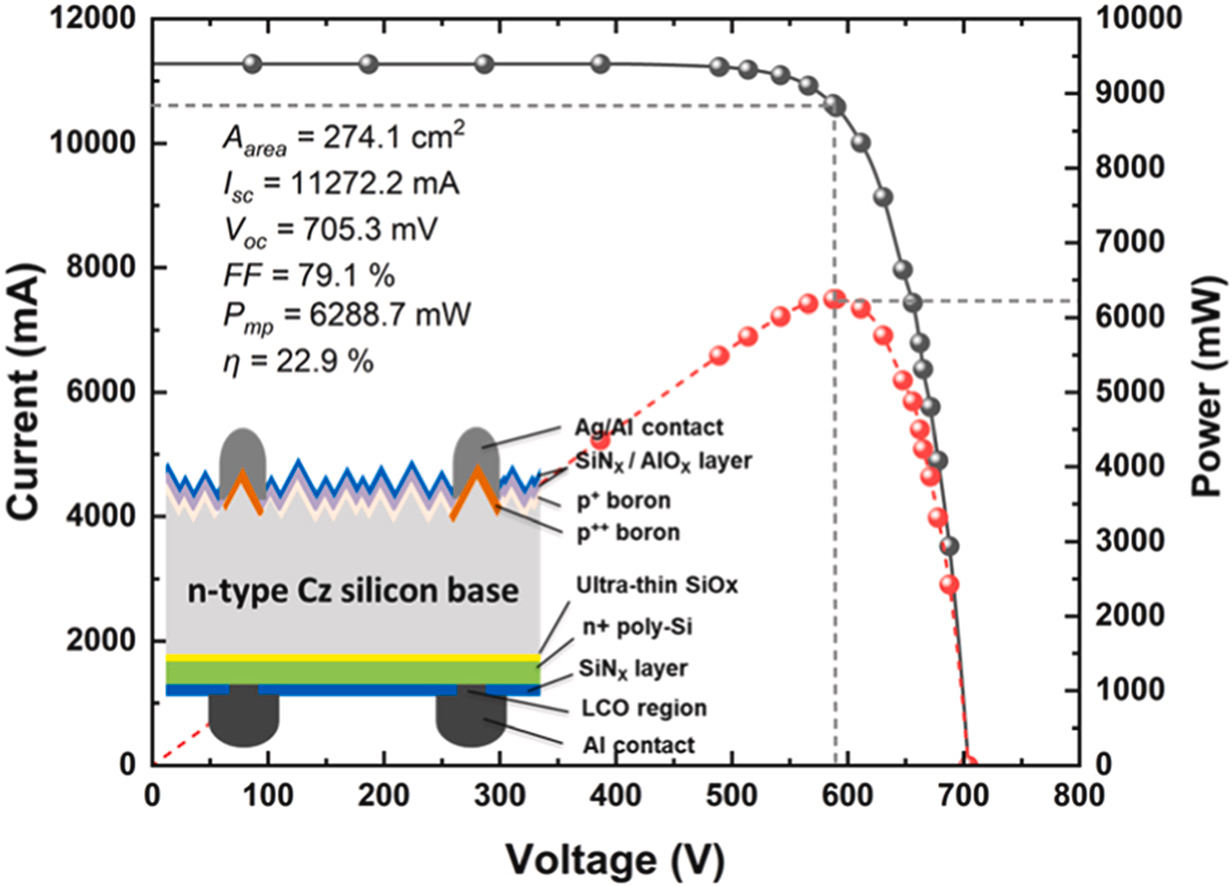 12000
10000
8000
6000
4000
2000
0
Current (mA)
10000
9000
8000
7000
6000
5000
4000
3000
2000
1000
0
Power (mW)
A_area = 274.1 cm²
I_sc = 11272.2 mA
V_oc = 705.3 mV
FF = 79.1 %
P_mp = 6288.7 mW
η = 22.9 %
Ag/Al contact
SiNₓ / AlOₓ layer
p⁺ boron
p⁺⁺ boron
n-type Cz silicon base
Ultra-thin SiOx
n+ poly-Si
SiNₓ layer
LCO region
Al contact
0 100 200 300 400 500 600 700 800
Voltage (V)